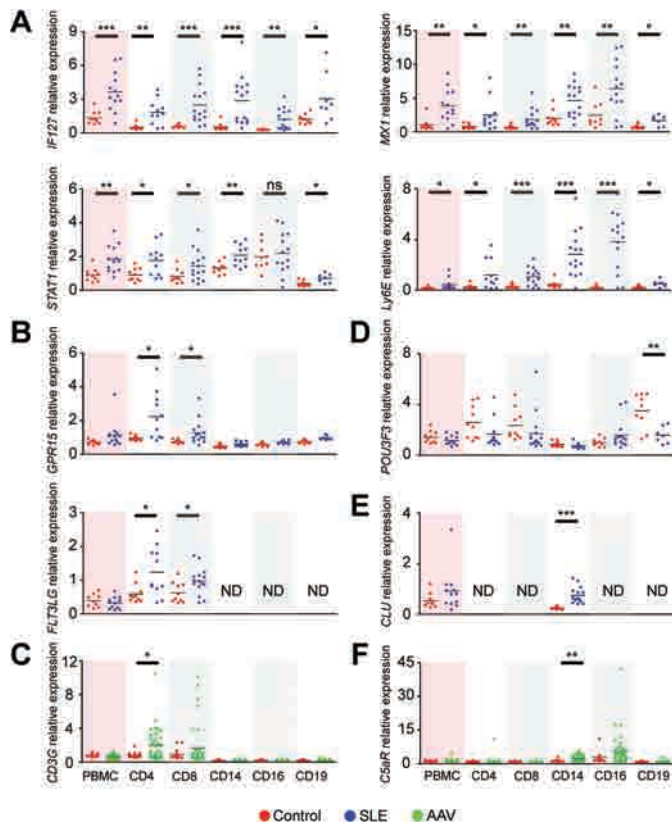 A
IF127 relative expression
9
6
3
0
*** ** *** *** ** *
MX1 relative expression
15
10
5
0
** * ** ** ** *
STAT1 relative expression
6
4
2
0
** * * ** ns *
Ly6E relative expression
8
6
4
2
0
* * *** *** *** *
B
GPR15 relative expression
6
4
2
0
* *
D
POU3F3 relative expression
8
4
0
**
FLT3LG relative expression
3
2
1
0
* *
ND ND ND
E
CLU relative expression
4
2
0
***
ND ND ND ND
C
CD3G relative expression
12
8
4
2
0
*
PBMC CD4 CD8 CD14 CD16 CD19
F
C5aR relative expression
45
30
15
0
**
PBMC CD4 CD8 CD14 CD16 CD19
Control SLE AAV